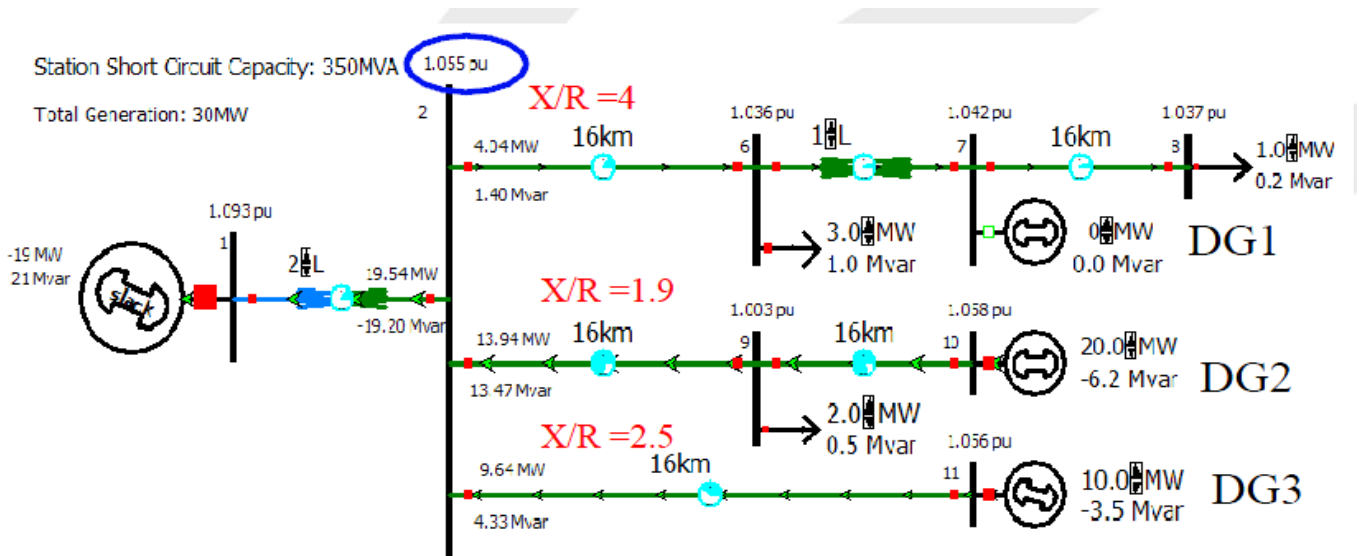 Station Short Circuit Capacity: 350MVA
1.055 pu
Total Generation: 30MW
2
X/R =4
16km
4.04 MW
1.40 Mvar
1.036 pu
6
1 L
1.042 pu
7
16km
1.037 pu
8
1.0 MW
0.2 Mvar
3.0 MW
1.0 Mvar
0 MW
0.0 Mvar
DG1
1.093 pu
1
-19 MW
21 Mvar
slack
2 L
19.54 MW
-19.20 Mvar
X/R =1.9
16km
13.94 MW
13.47 Mvar
1.003 pu
9
16km
1.058 pu
10
20.0 MW
-6.2 Mvar
DG2
2.0 MW
0.5 Mvar
X/R =2.5
16km
9.64 MW
4.33 Mvar
1.056 pu
11
10.0 MW
-3.5 Mvar
DG3